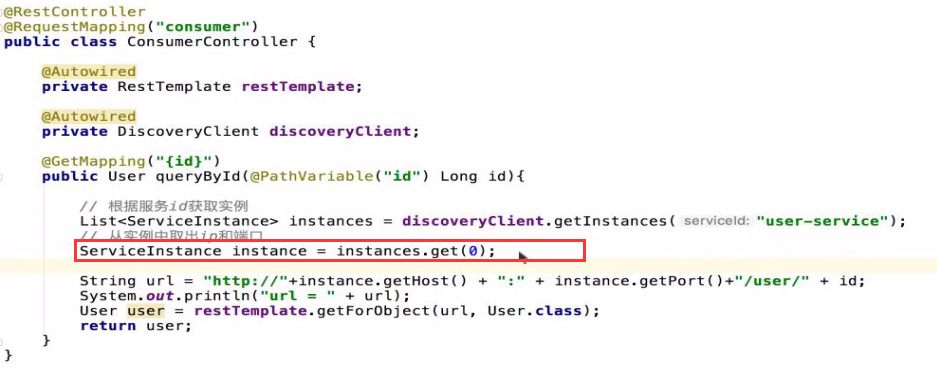 @RestController
@RequestMapping("consumer")
public class ConsumerController {
@Autowired
private RestTemplate restTemplate;
@Autowired
private DiscoveryClient discoveryClient;
@GetMapping("{id}")
public User queryById(@PathVariable("id") Long id){
// 根据服务id获取实例
List<ServiceInstance> instances = discoveryClient.getInstances( serviceId: "user-service");
// 从实例中取出ip和端口
ServiceInstance instance = instances.get(0);
String url = "http://"+instance.getHost() + ":" + instance.getPort()+"/user/" + id;
System.out.println("url = " + url);
User user = restTemplate.getForObject(url, User.class);
return user;
}
}